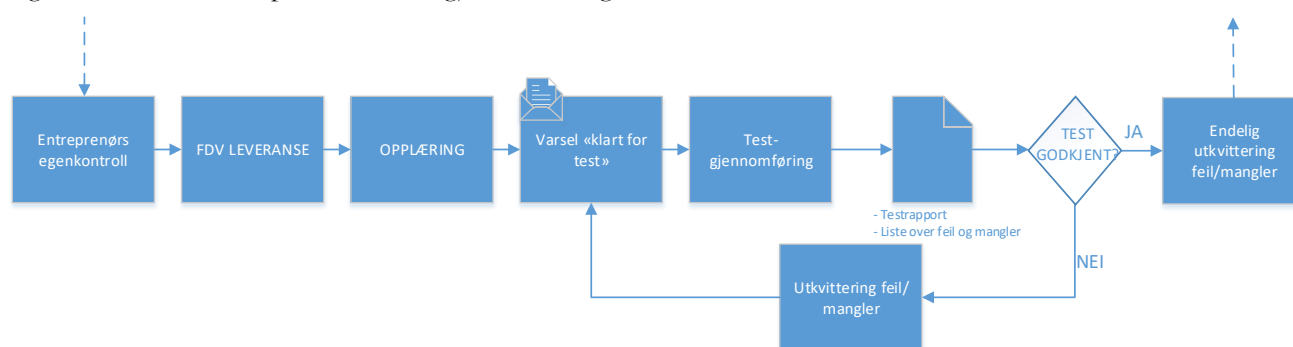 Entreprenørs
egenkontroll
FDV LEVERANSE
OPPLÆRING
Varsel «klart for
test»
Test-
gjennomføring
- Testrapport
- Liste over feil og mangler
TEST
GODKJENT?
JA
Endelig
utkvittering
feil/mangler
NEI
Utkvittering feil/
mangler